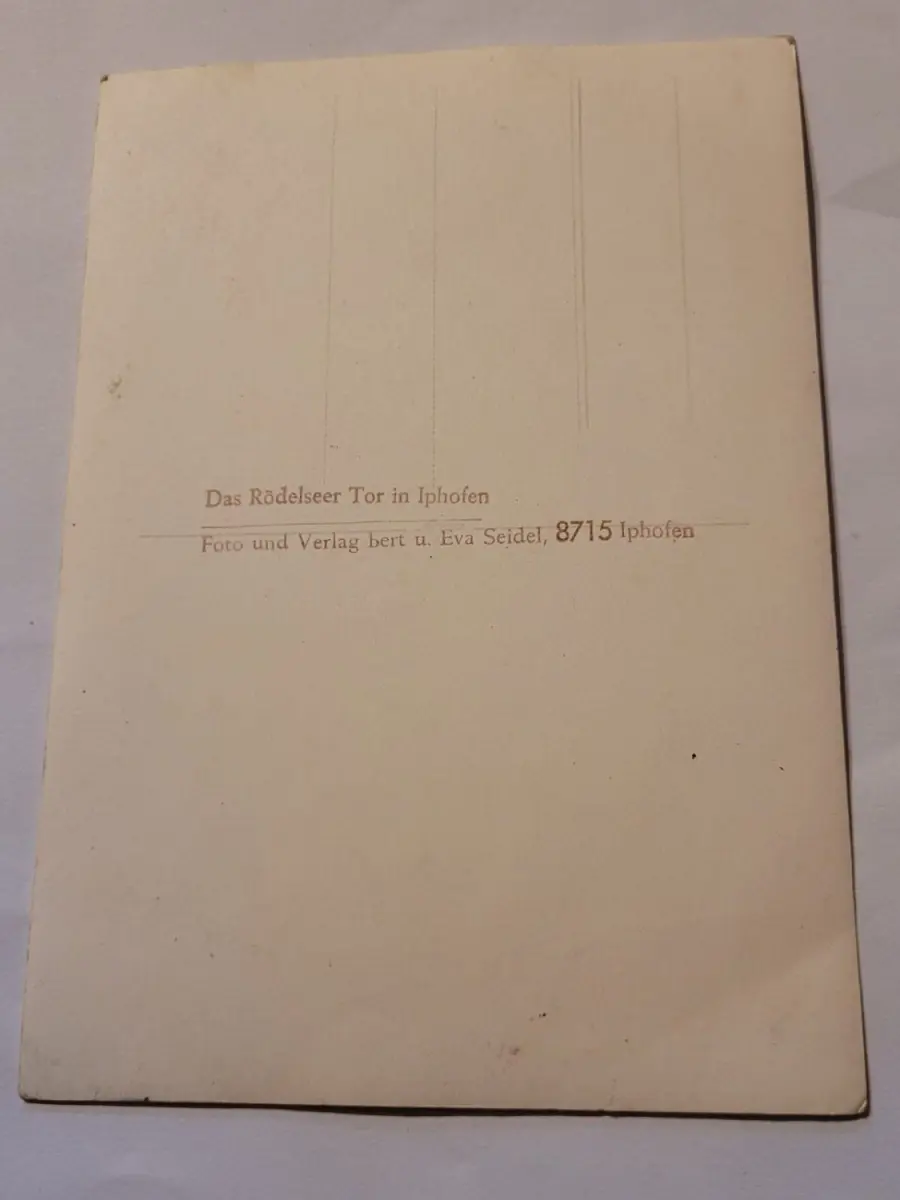 Das Rödelseer Tor in Iphofen
Foto und Verlag bert u. Eva Seidel, 8715 Iphofen